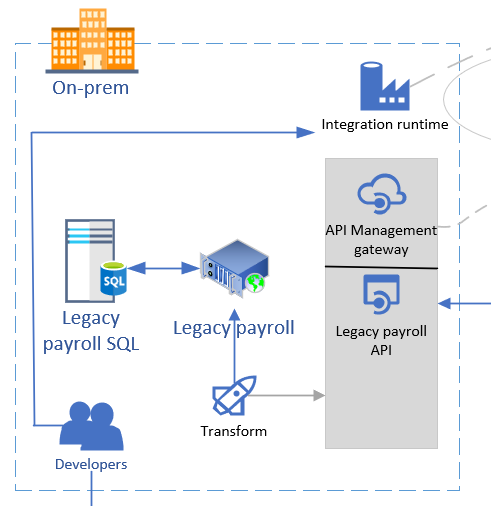 On-prem
Integration runtime
API Management
gateway
SQL
Legacy
payroll SQL
Legacy payroll
Legacy payroll
API
Transform
Developers